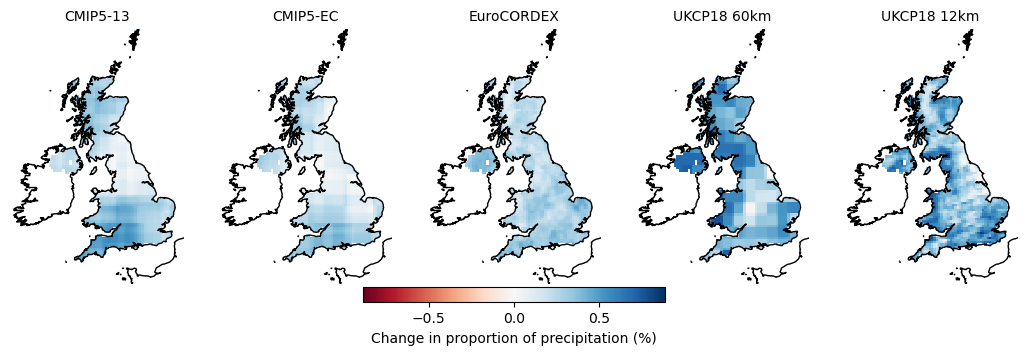 CMIP5-13
CMIP5-EC
EuroCORDEX
UKCP18 60km
UKCP18 12km
−0.5
0.0
0.5
Change in proportion of precipitation (%)